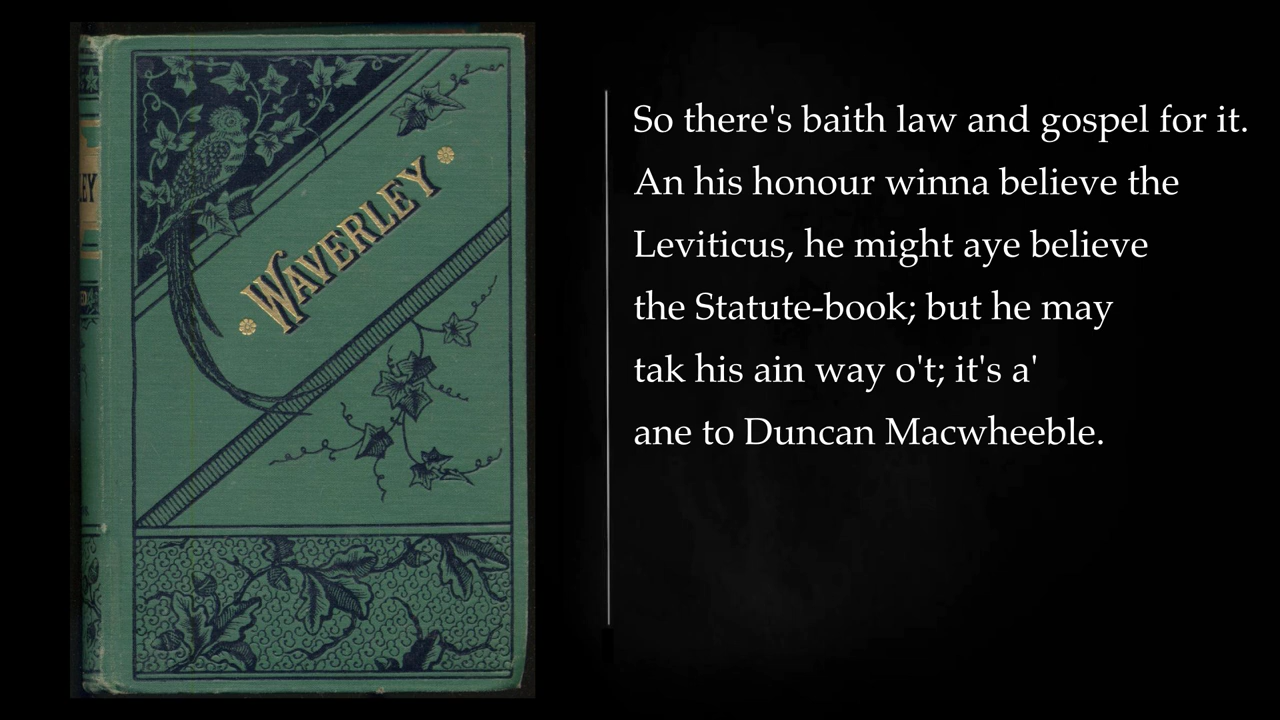 WAVERLEY
So there's baith law and gospel for it.
An his honour winna believe the
Leviticus, he might aye believe
the Statute-book; but he may
tak his ain way o't; it's a'
ane to Duncan Macwheeble.